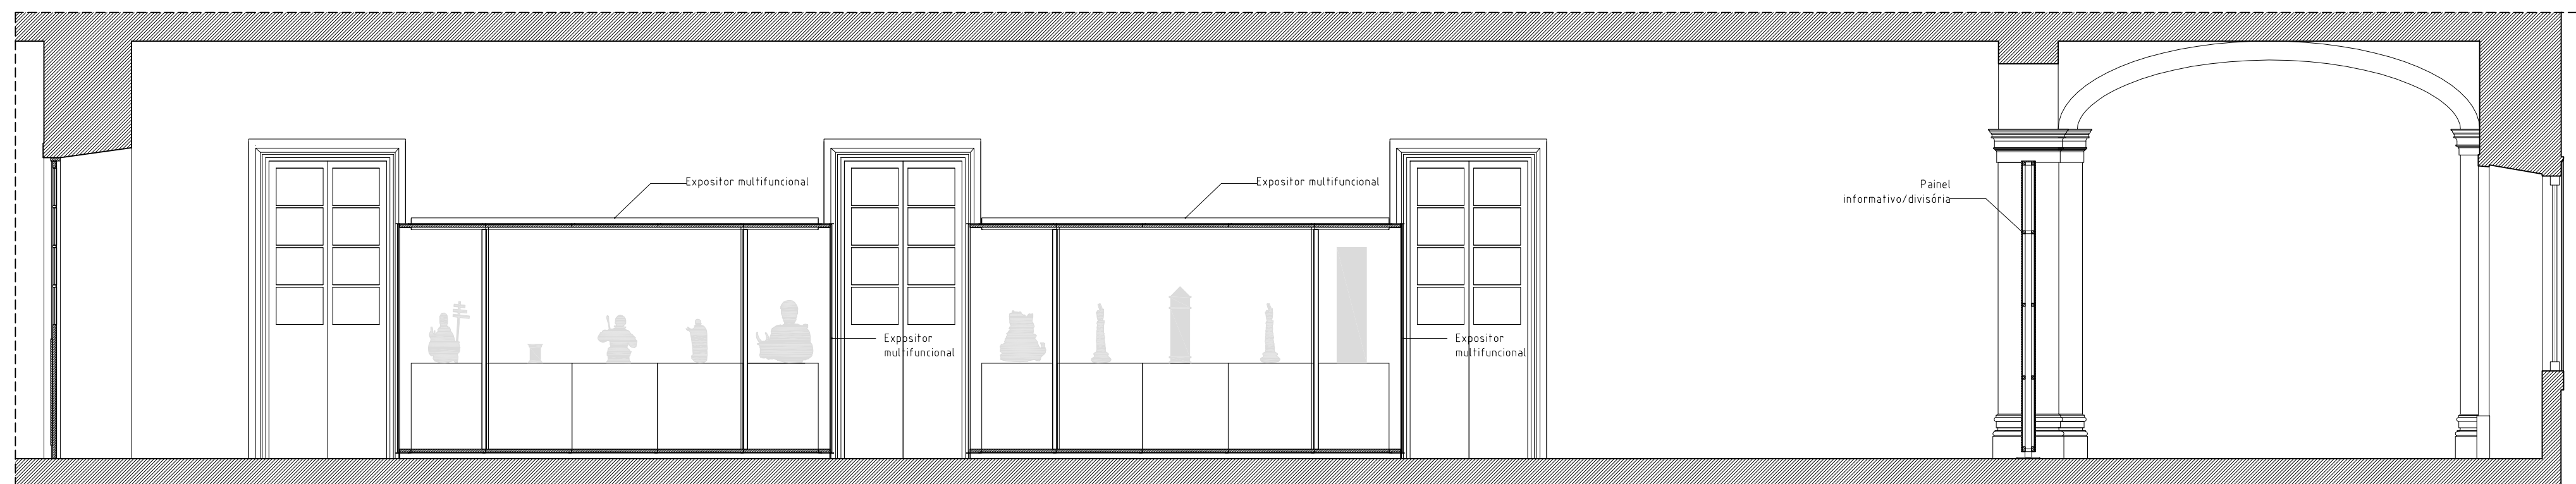 Expositor multifuncional
Expositor multifuncional
Painel
informativo/divisória
Expositor
multifuncional
Expositor
multifuncional